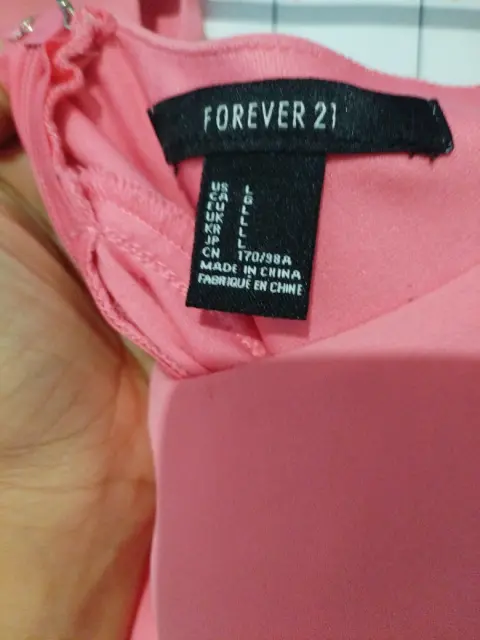 FOREVER 21
US L
CA G
EU L
UK L
KR L
JP L
CN 170/98A
MADE IN CHINA
FABRIQUÉ EN CHINE